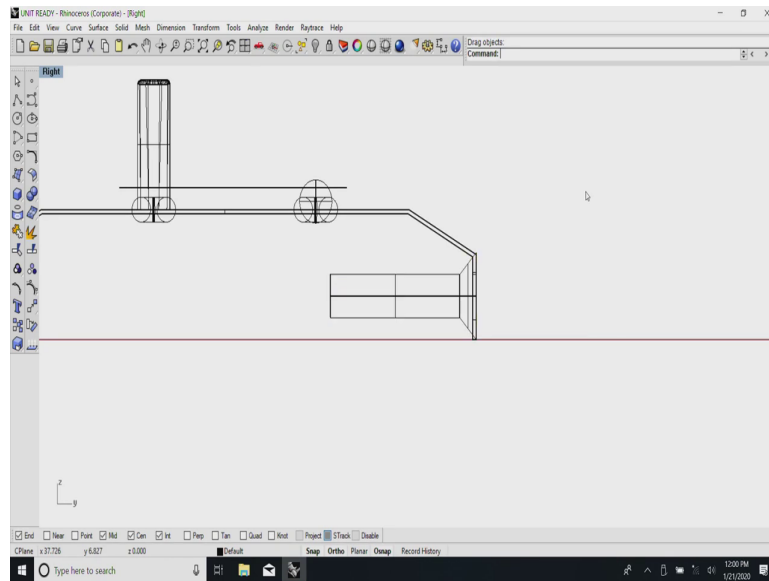 UNIT READY - Rhinoceros (Corporate) - [Right]
File Edit View Curve Surface Solid Mesh Dimension Transform Tools Analyze Render Raytrace Help
Drag objects:
Command:
Right
z
y
End Near Point Mid Cen Int Perp Tan Quad Knot Project STrack Disable
CPlane x 37.726 y 6.827 z 0.000 Default Snap Ortho Planar Osnap Record History
Type here to search
12:00 PM
1/21/2020